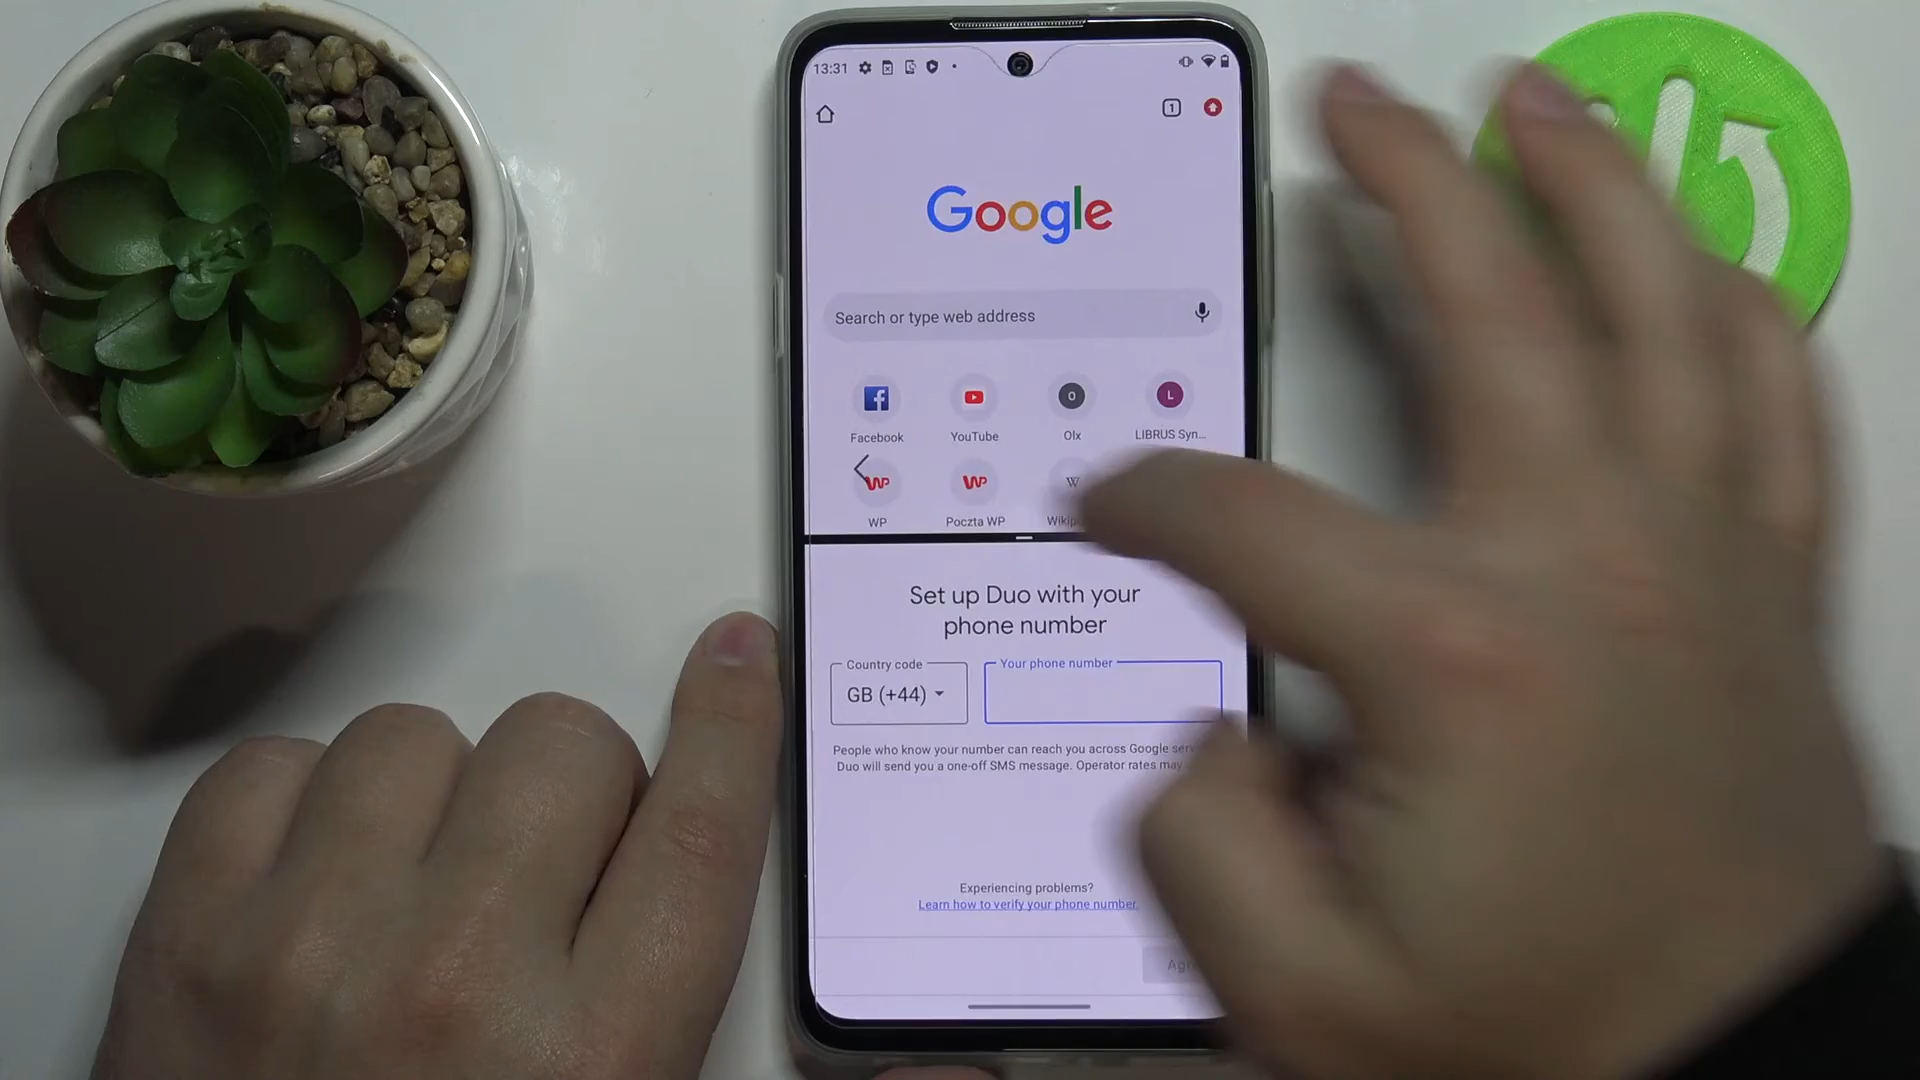 13:31
1
Google
Search or type web address
f
O
L
Facebook
YouTube
Olx
LIBRUS Syn...
WP
WP
W
WP
Poczta WP
Set up Duo with your
phone number
Country code
Your phone number
GB (+44)
People who know your number can reach you across Google
Duo will send you a one-off SMS message. Operator rates may
Experiencing problems?
Learn how to verify your phone number.